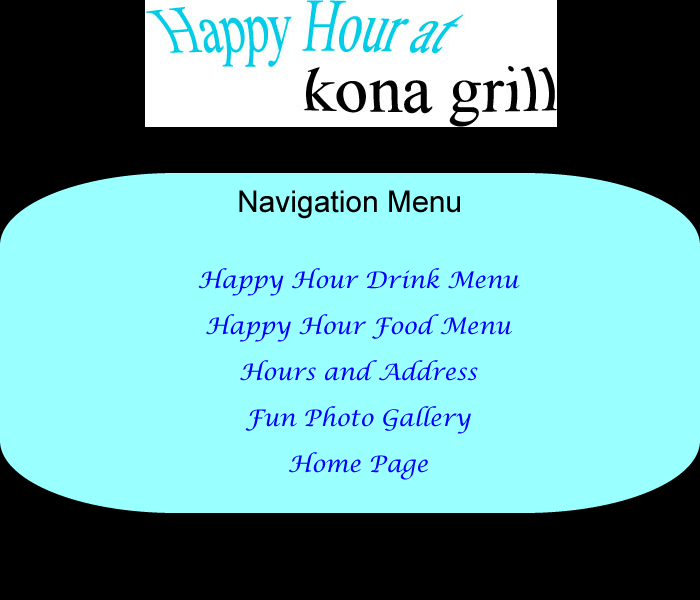 Happy Hour at
kona grill
Navigation Menu
Happy Hour Drink Menu
Happy Hour Food Menu
Hours and Address
Fun Photo Gallery
Home Page